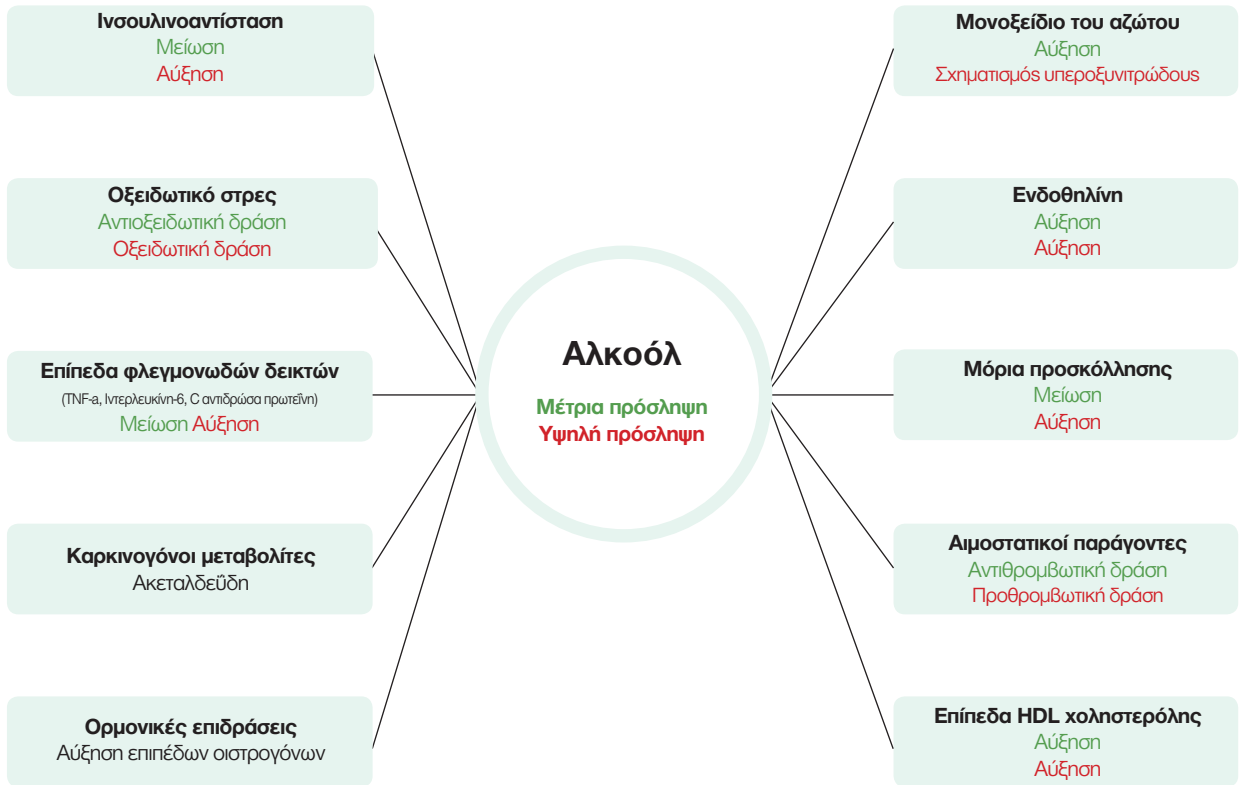 Ινσουλινοαντίσταση
Μείωση
Αύξηση
Οξειδωτικό στρες
Αντιοξειδωτική δράση
Οξειδωτική δράση
Επίπεδα φλεγμονωδών δεικτών
(TNF-a, Ιντερλευκίνη-6, C αντιδρώσα πρωτεΐνη)
Μείωση Αύξηση
Καρκινογόνοι μεταβολίτες
Ακεταλδεΰδη
Ορμονικές επιδράσεις
Αύξηση επιπέδων οιστρογόνων
Αλκοόλ
Μέτρια πρόσληψη
Υψηλή πρόσληψη
Μονοξείδιο του αζώτου
Αύξηση
Σχηματισμός υπεροξυνιτρώδους
Ενδοθηλίνη
Αύξηση
Αύξηση
Μόρια προσκόλλησης
Μείωση
Αύξηση
Αιμοστατικοί παράγοντες
Αντιθρομβωτική δράση
Προθρομβωτική δράση
Επίπεδα HDL χοληστερόλης
Αύξηση
Αύξηση